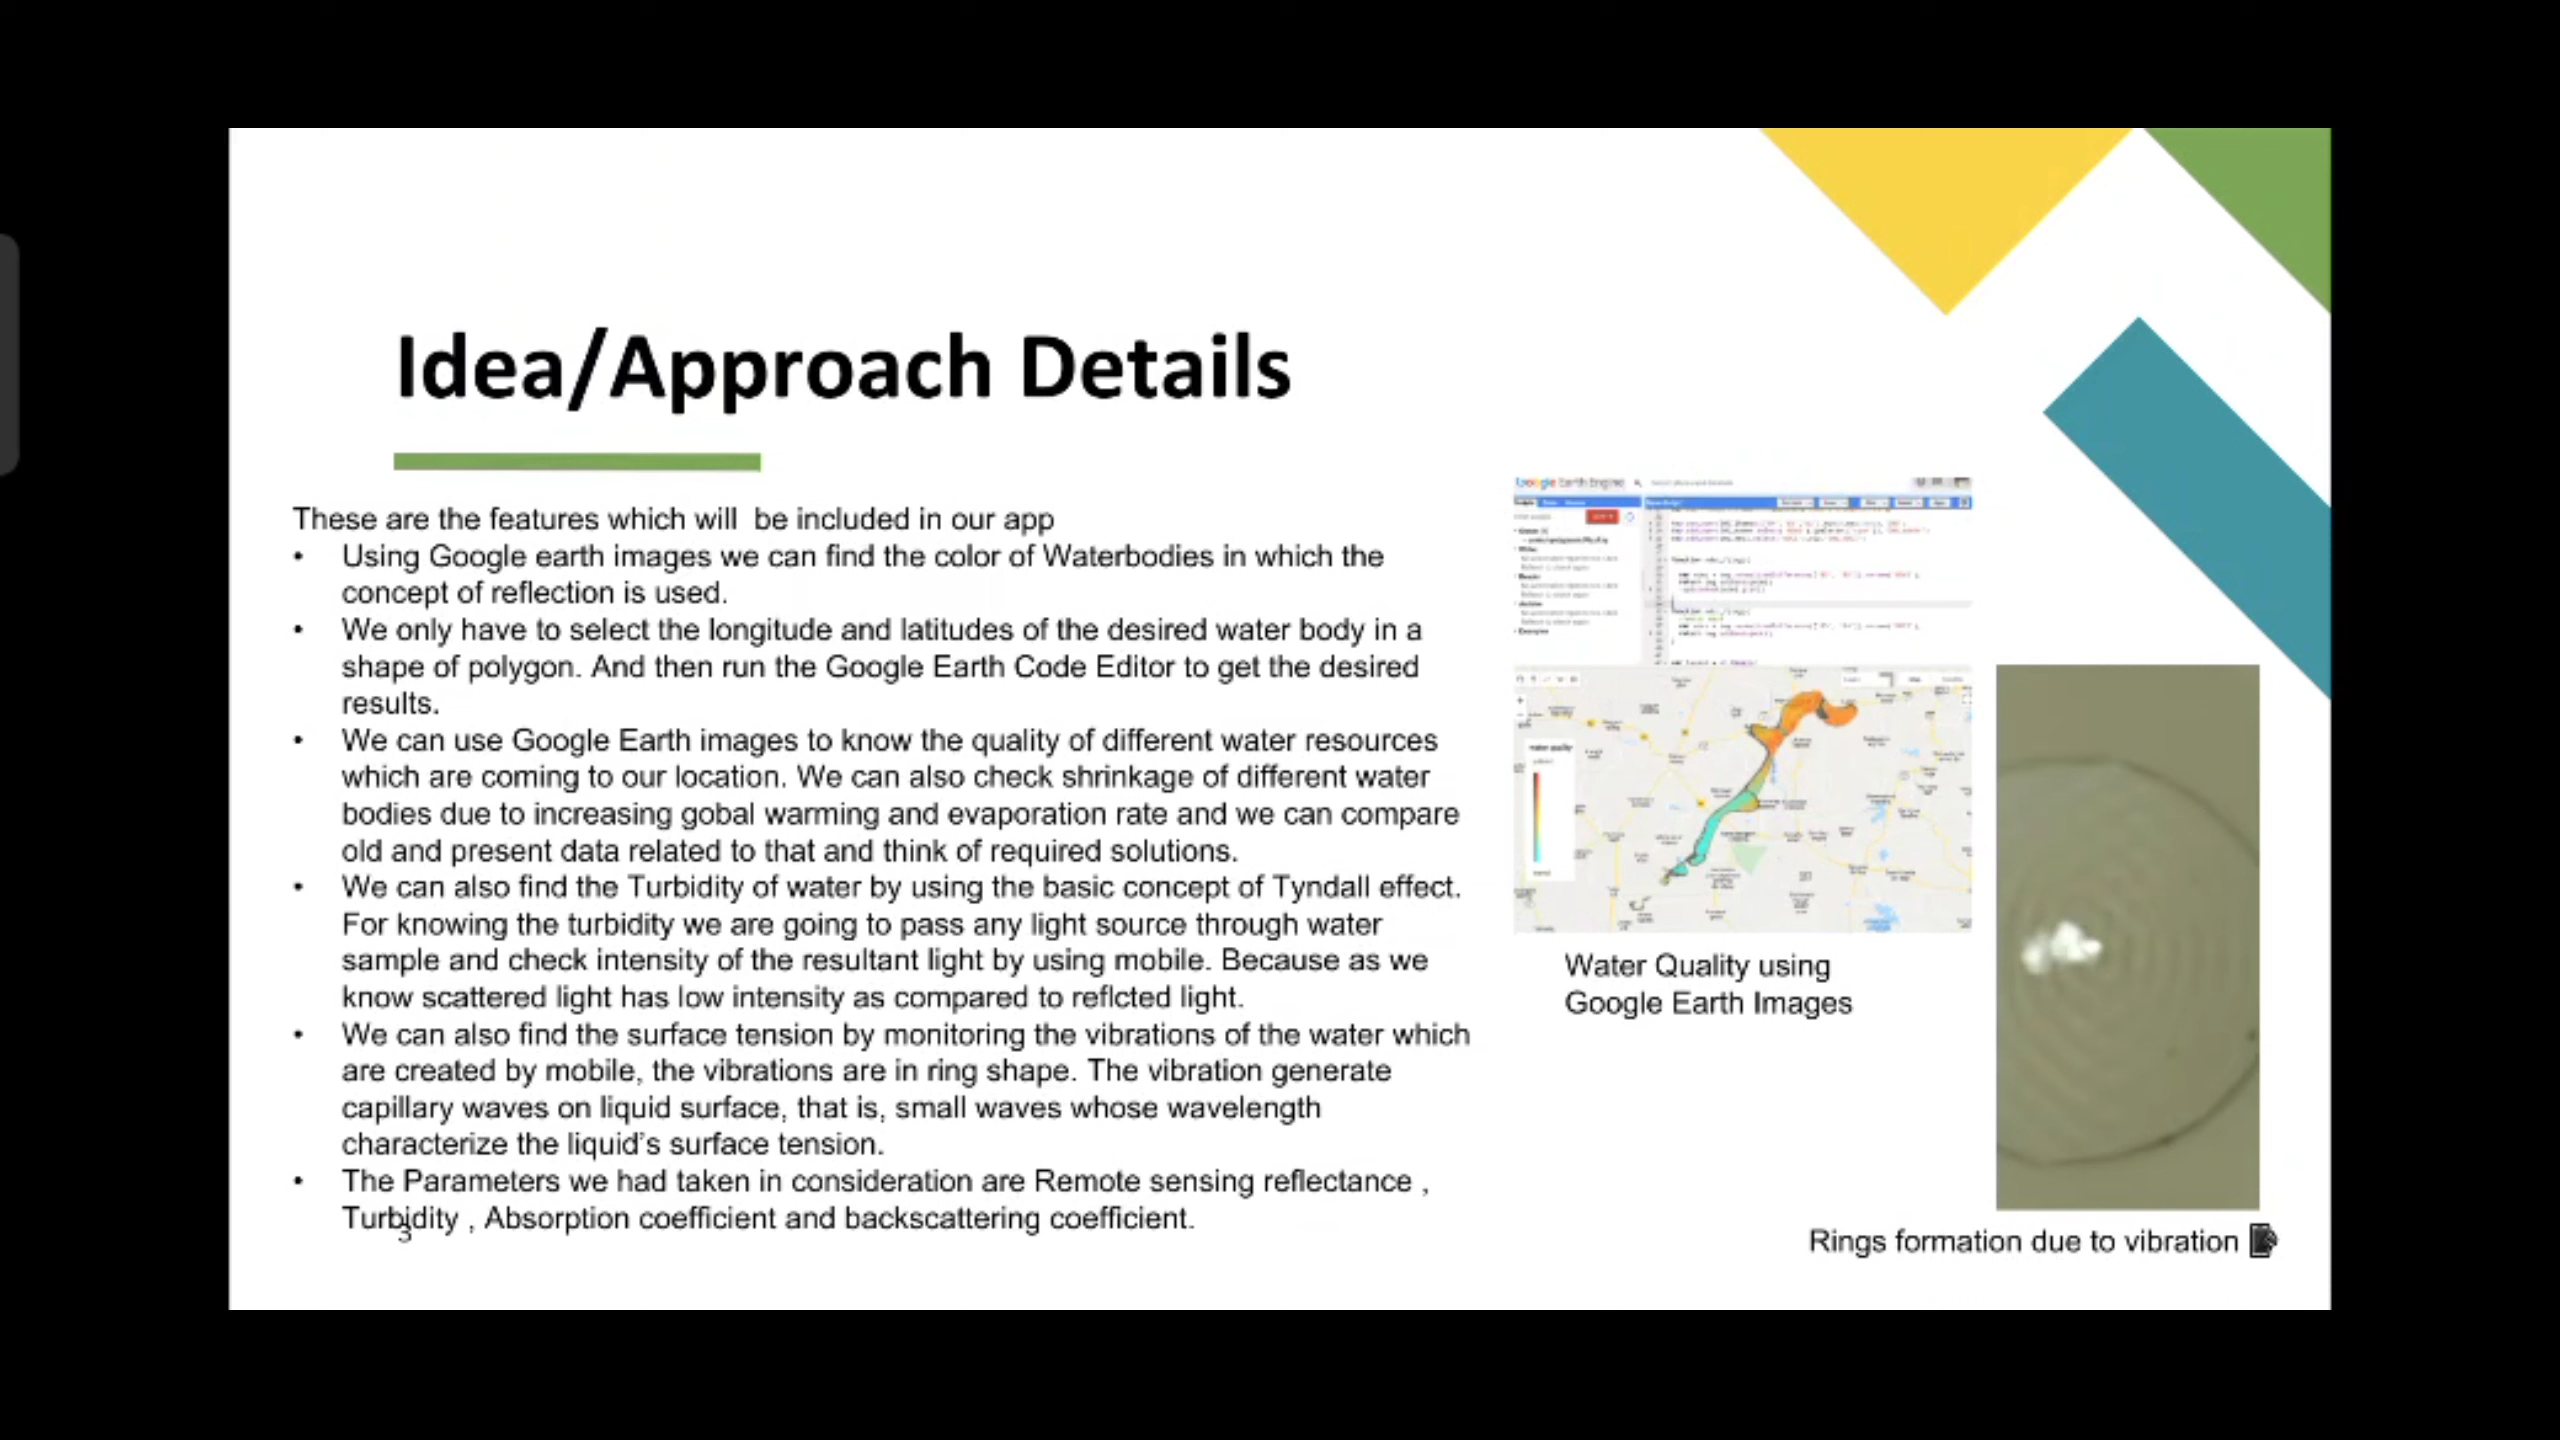 Idea/Approach Details
These are the features which will be included in our app
• Using Google earth images we can find the color of Waterbodies in which the
concept of reflection is used.
• We only have to select the longitude and latitudes of the desired water body in a
shape of polygon. And then run the Google Earth Code Editor to get the desired
results.
• We can use Google Earth images to know the quality of different water resources
which are coming to our location. We can also check shrinkage of different water
bodies due to increasing gobal warming and evaporation rate and we can compare
old and present data related to that and think of required solutions.
• We can also find the Turbidity of water by using the basic concept of Tyndall effect.
For knowing the turbidity we are going to pass any light source through water
sample and check intensity of the resultant light by using mobile. Because as we
know scattered light has low intensity as compared to reflcted light.
• We can also find the surface tension by monitoring the vibrations of the water which
are created by mobile, the vibrations are in ring shape. The vibration generate
capillary waves on liquid surface, that is, small waves whose wavelength
characterize the liquid's surface tension.
• The Parameters we had taken in consideration are Remote sensing reflectance ,
Turbidity , Absorption coefficient and backscattering coefficient.
3
Google Earth Engine
water quality
Water Quality using
Google Earth Images
Rings formation due to vibration